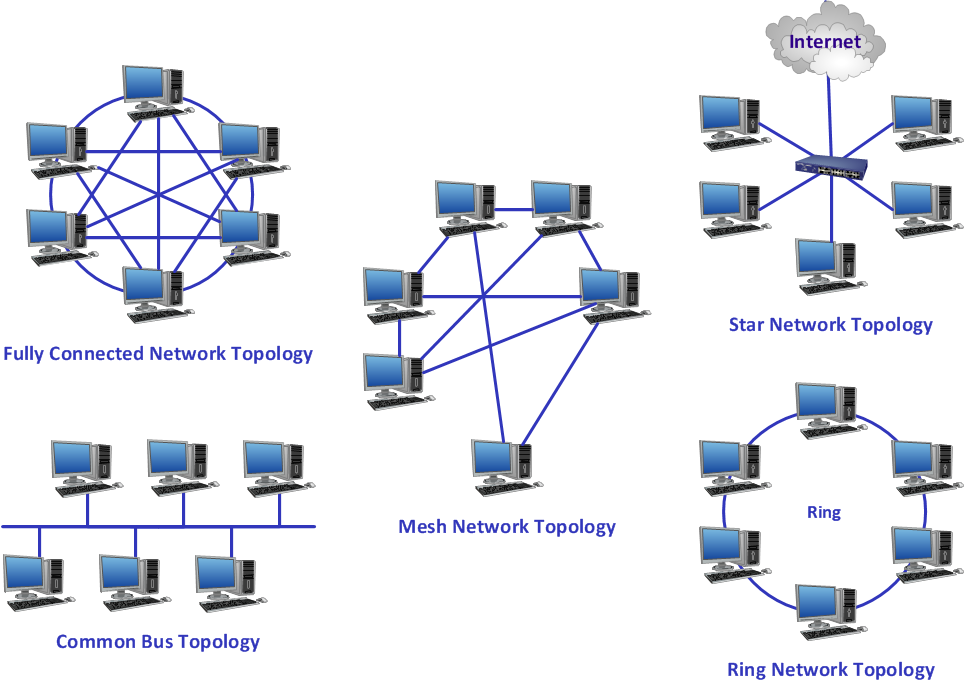 Internet
Fully Connected Network Topology
Star Network Topology
Mesh Network Topology
Ring
Common Bus Topology
Ring Network Topology